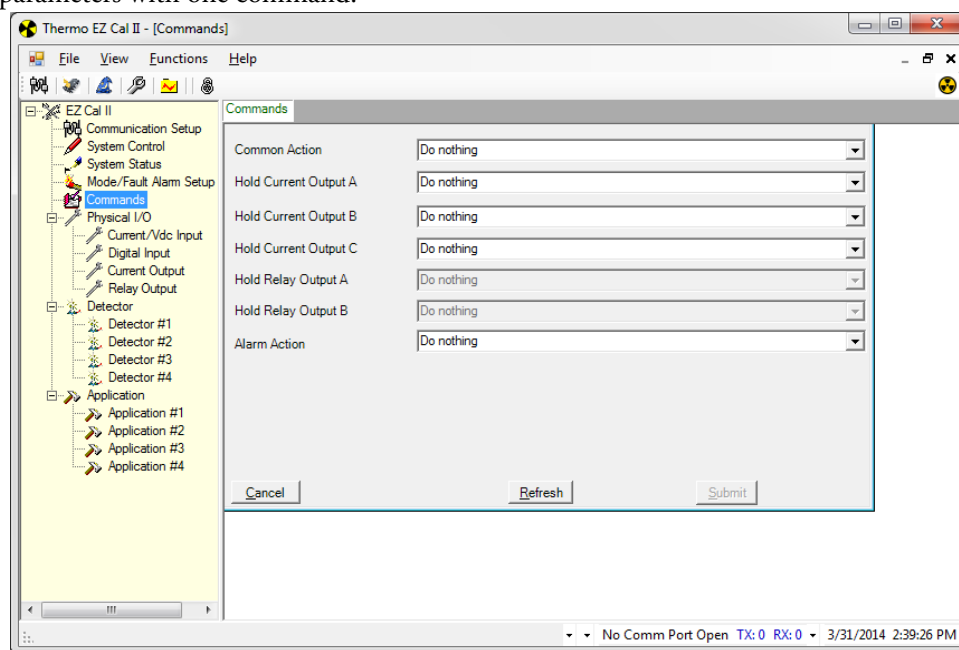 parameters with one command.
Thermo EZ Cal II - [Commands]
File View Functions Help
EZ Cal II
Communication Setup
System Control
System Status
Mode/Fault Alarm Setup
Commands
Physical I/O
Current/Vdc Input
Digital Input
Current Output
Relay Output
Detector
Detector #1
Detector #2
Detector #3
Detector #4
Application
Application #1
Application #2
Application #3
Application #4
Commands
Common Action Do nothing
Hold Current Output A Do nothing
Hold Current Output B Do nothing
Hold Current Output C Do nothing
Hold Relay Output A Do nothing
Hold Relay Output B Do nothing
Alarm Action Do nothing
Cancel Refresh Submit
No Comm Port Open TX: 0 RX: 0 3/31/2014 2:39:26 PM